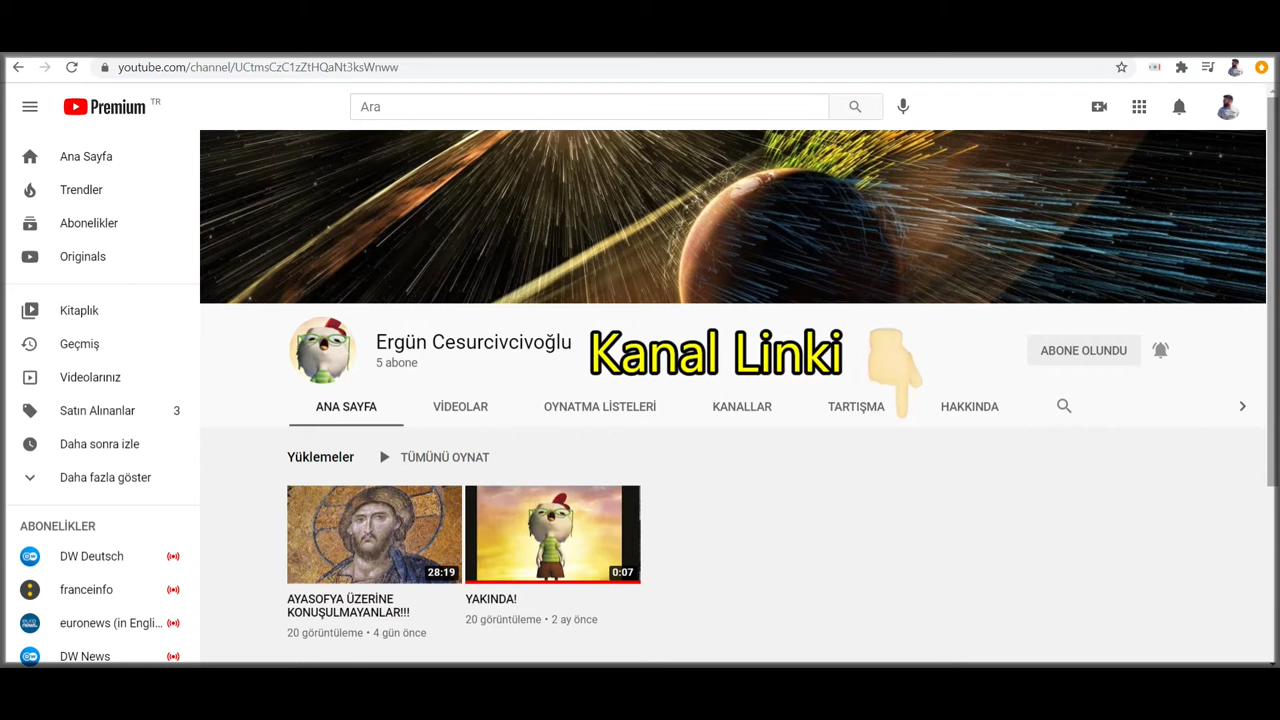 youtube.com/channel/UCtmsCzC1zZtHQaNt3ksWnww
Premium TR
Ara
Ana Sayfa
Trendler
Abonelikler
Originals
Kitaplık
Geçmiş
Videolarınız
Satın Alınanlar 3
Daha sonra izle
Daha fazla göster
ABONELİKLER
DW Deutsch
franceinfo
euronews (in Engli...
DW News
Ergün Cesurcivcivoğlu
5 abone
Kanal Linki
ABONE OLUNDU
ANA SAYFA VİDEOLAR OYNATMA LİSTELERİ KANALLAR TARTIŞMA HAKKINDA
Yüklemeler TÜMÜNÜ OYNAT
28:19
AYASOFYA ÜZERİNE
KONUŞULMAYANLAR!!!
20 görüntüleme • 4 gün önce
0:07
YAKINDA!
20 görüntüleme • 2 ay önce